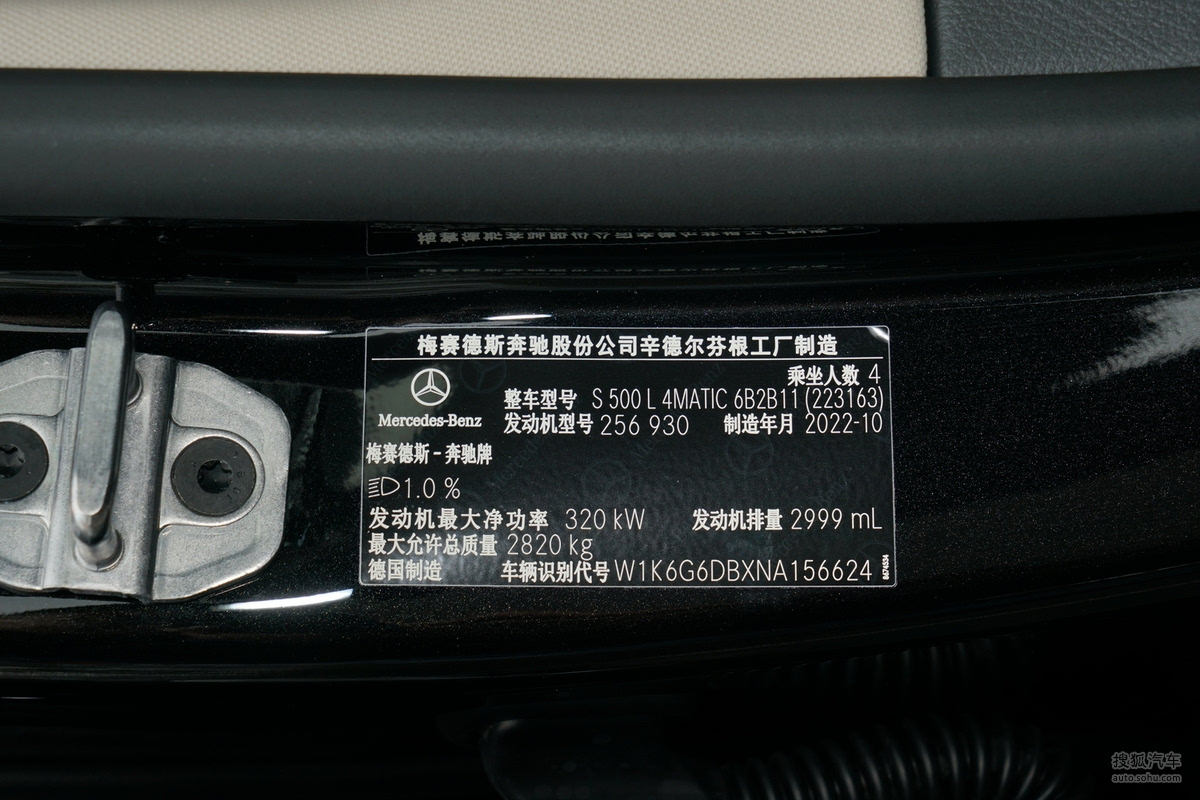 梅赛德斯奔驰股份公司辛德尔芬根工厂制造
乘坐人数 4
整车型号 S 500 L 4MATIC 6B2B11 (223163)
Mercedes-Benz
发动机型号 256 930 制造年月 2022-10
梅赛德斯-奔驰牌
1.0 %
发动机最大净功率 320 kW 发动机排量 2999 mL
最大允许总质量 2820 kg
德国制造 车辆识别代号 W1K6G6DBXNA156624
搜狐汽车
auto.sohu.com